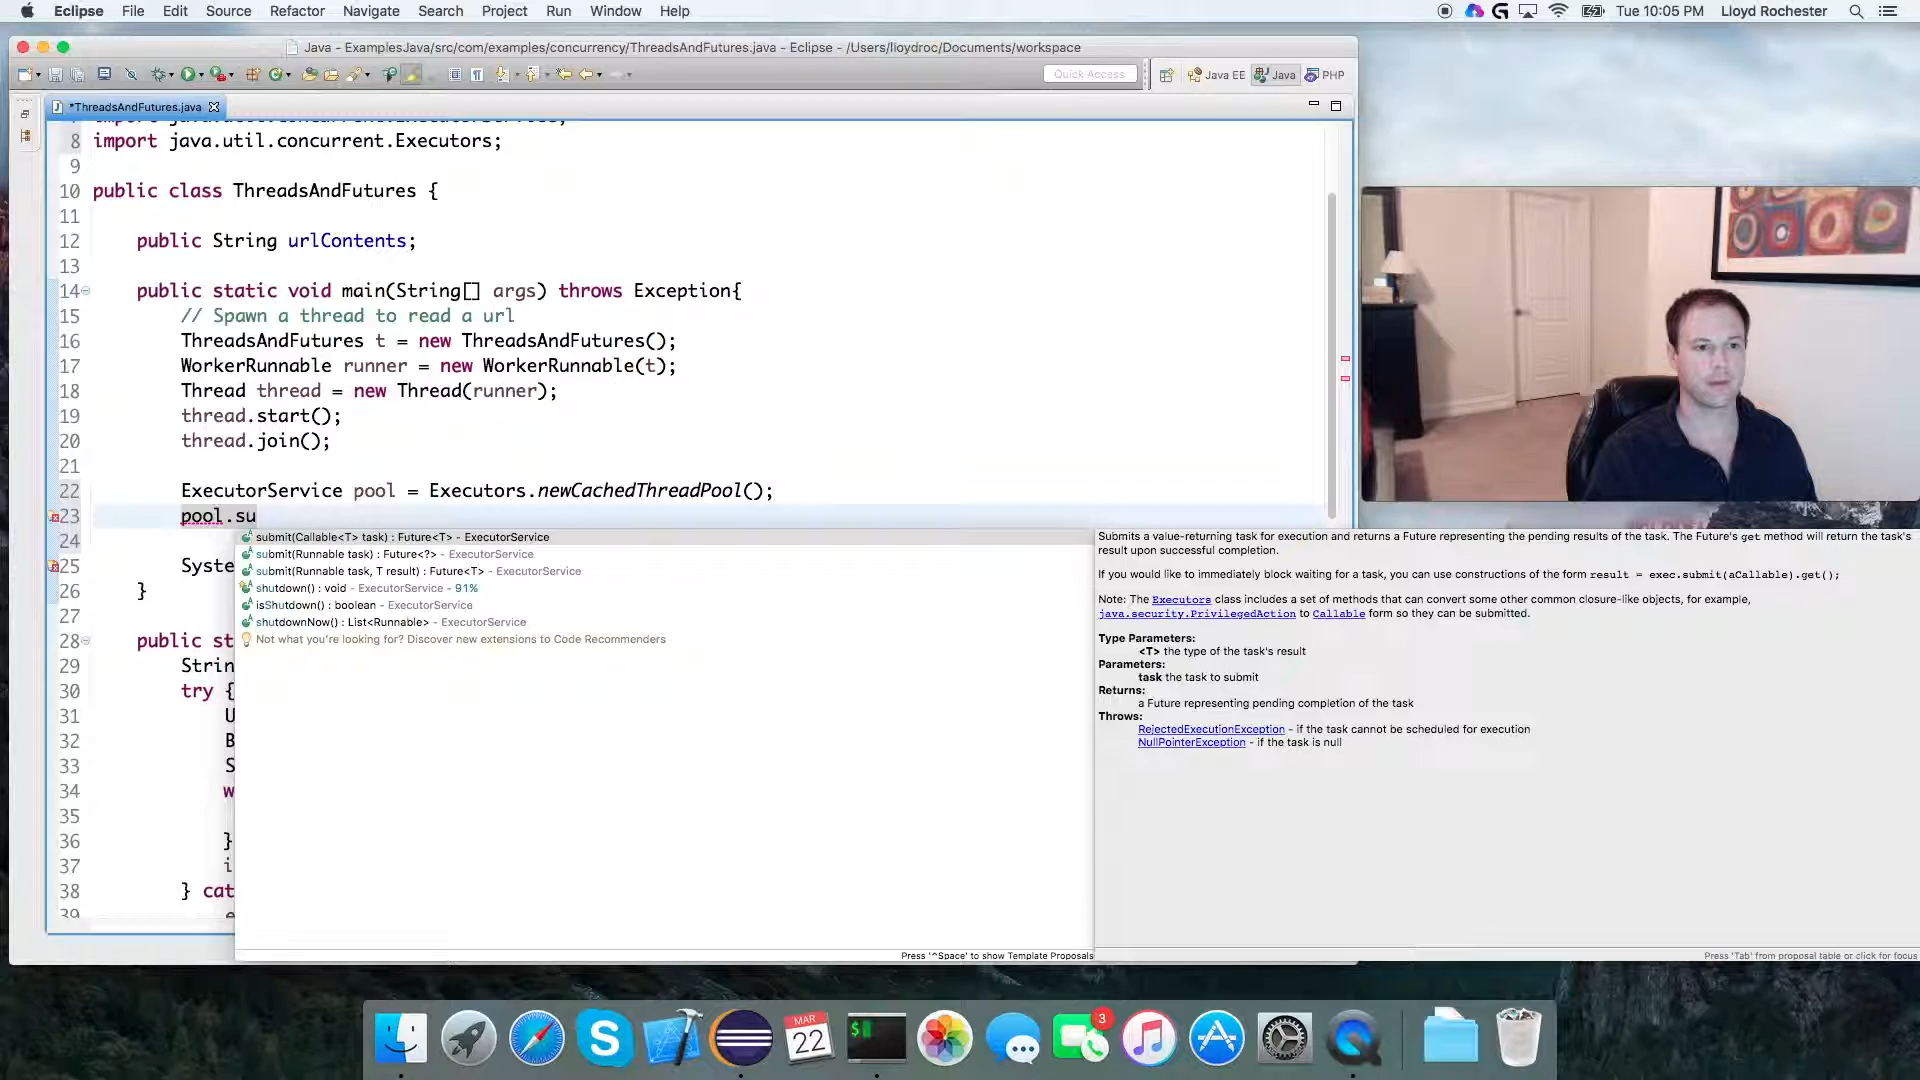 Eclipse File Edit Source Refactor Navigate Search Project Run Window Help Tue 10:05 PM Lloyd Rochester
Java - ExamplesJava/src/com/examples/concurrency/ThreadsAndFutures.java - Eclipse - /Users/lloydroc/Documents/workspace
Quick Access Java EE Java PHP
*ThreadsAndFutures.java
8 import java.util.concurrent.Executors;
9
10 public class ThreadsAndFutures {
11
12 public String urlContents;
13
14 public static void main(String[] args) throws Exception{
15 // Spawn a thread to read a url
16 ThreadsAndFutures t = new ThreadsAndFutures();
17 WorkerRunnable runner = new WorkerRunnable(t);
18 Thread thread = new Thread(runner);
19 thread.start();
20 thread.join();
21
22 ExecutorService pool = Executors.newCachedThreadPool();
23 pool.su
24
25 Syste
26 }
27
28 public st
29 Strin
30 try {
31 U
32 B
33 S
34 w
35
36 }
37 i
38 } cat
39 e
submit(Callable<T> task) : Future<T> - ExecutorService
submit(Runnable task) : Future<?> - ExecutorService
submit(Runnable task, T result) : Future<T> - ExecutorService
shutdown() : void - ExecutorService - 91%
isShutdown() : boolean - ExecutorService
shutdownNow() : List<Runnable> - ExecutorService
Not what you're looking for? Discover new extensions to Code Recommenders
Press '^Space' to show Template Proposals
Submits a value-returning task for execution and returns a Future representing the pending results of the task. The Future's get method will return the task's
result upon successful completion.
If you would like to immediately block waiting for a task, you can use constructions of the form result = exec.submit(aCallable).get();
Note: The Executors class includes a set of methods that can convert some other common closure-like objects, for example,
java.security.PrivilegedAction to Callable form so they can be submitted.
Type Parameters:
<T> the type of the task's result
Parameters:
task the task to submit
Returns:
a Future representing pending completion of the task
Throws:
RejectedExecutionException - if the task cannot be scheduled for execution
NullPointerException - if the task is null
Press 'Tab' from proposal table or click for focus
MAR
22
3